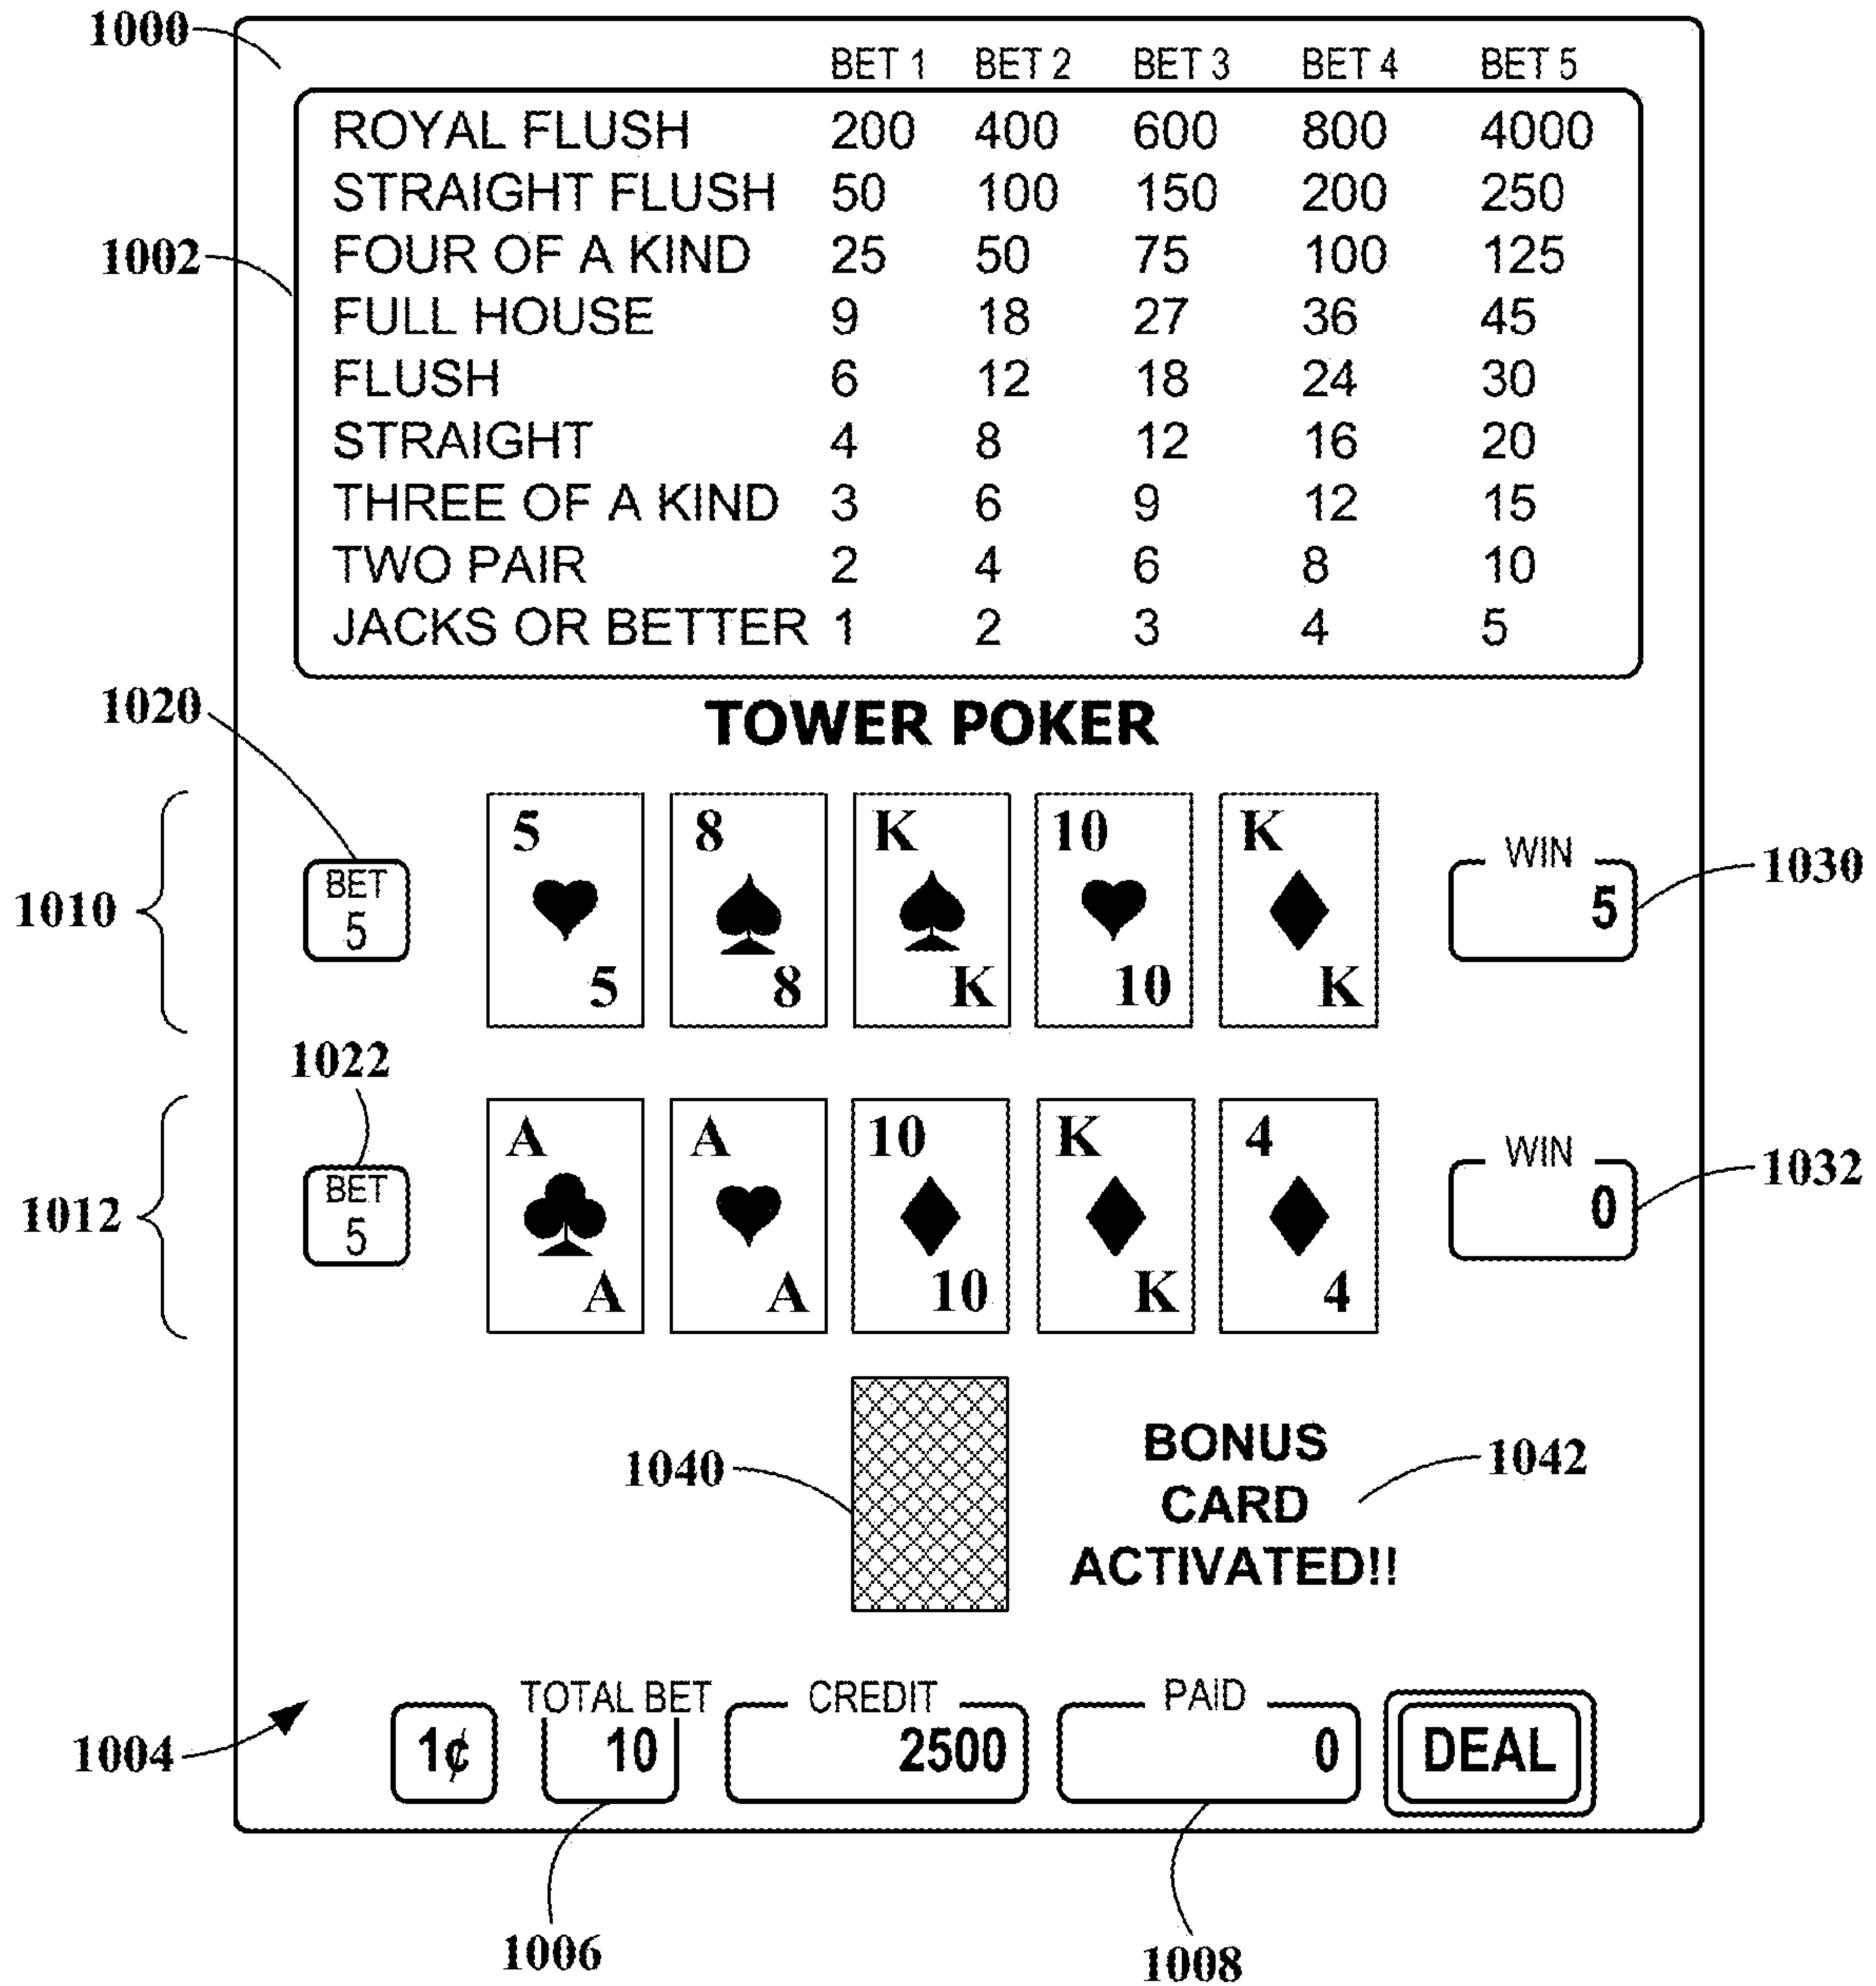 1000
BET 1 BET 2 BET 3 BET 4 BET 5
ROYAL FLUSH 200 400 600 800 4000
STRAIGHT FLUSH 50 100 150 200 250
1002
FOUR OF A KIND 25 50 75 100 125
FULL HOUSE 9 18 27 36 45
FLUSH 6 12 18 24 30
STRAIGHT 4 8 12 16 20
THREE OF A KIND 3 6 9 12 15
TWO PAIR 2 4 6 8 10
JACKS OR BETTER 1 2 3 4 5
1020
TOWER POKER
5 8 K 10 K
WIN
1030
BET
5
1010
5
5 8 K 10 K
1022
A A 10 K 4
WIN
1032
BET
5
1012
0
A A 10 K 4
1040
BONUS
CARD
ACTIVATED!!
1042
TOTAL BET CREDIT PAID
1004
1¢ 10 2500 0 DEAL
1006
1008